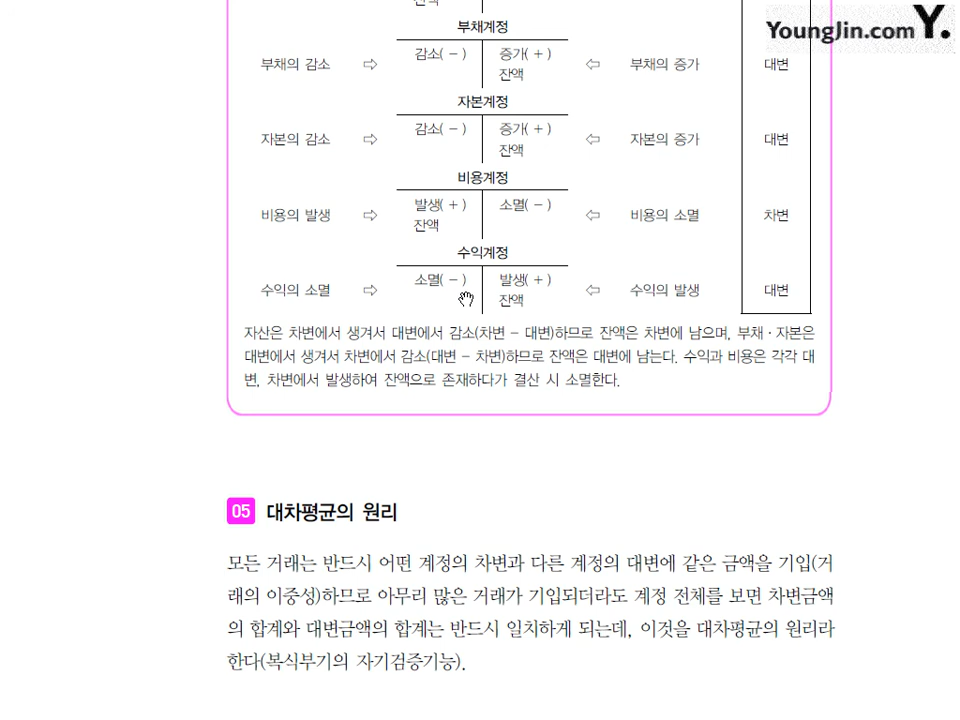 YoungJin.com Y.
잔액
부채계정
부채의 감소 ⇨ 감소( - ) 증가( + ) ⇦ 부채의 증가 대변
잔액
자본계정
자본의 감소 ⇨ 감소( - ) 증가( + ) ⇦ 자본의 증가 대변
잔액
비용계정
비용의 발생 ⇨ 발생( + ) 소멸( - ) ⇦ 비용의 소멸 차변
잔액
수익계정
수익의 소멸 ⇨ 소멸( - ) 발생( + ) ⇦ 수익의 발생 대변
잔액
자산은 차변에서 생겨서 대변에서 감소(차변 - 대변)하므로 잔액은 차변에 남으며, 부채·자본은
대변에서 생겨서 차변에서 감소(대변 - 차변)하므로 잔액은 대변에 남는다. 수익과 비용은 각각 대
변, 차변에서 발생하여 잔액으로 존재하다가 결산 시 소멸한다.
05 대차평균의 원리
모든 거래는 반드시 어떤 계정의 차변과 다른 계정의 대변에 같은 금액을 기입(거
래의 이중성)하므로 아무리 많은 거래가 기입되더라도 계정 전체를 보면 차변금액
의 합계와 대변금액의 합계는 반드시 일치하게 되는데, 이것을 대차평균의 원리라
한다(복식부기의 자기검증기능).